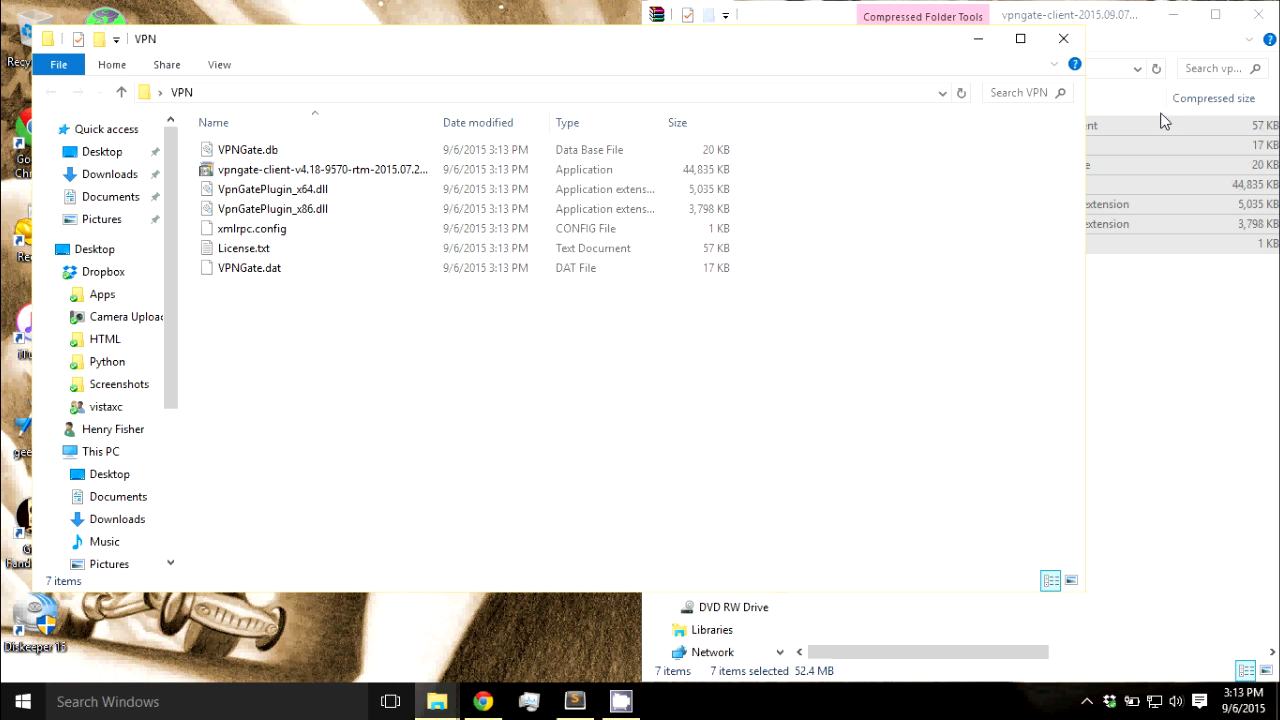 Compressed Folder Tools
vpngate-client-2015.09.07...
VPN
File Home Share View
VPN
Search VPN
Search vp...
Compressed size
Name Date modified Type Size
VPNGate.db 9/6/2015 3:13 PM Data Base File 20 KB
vpngate-client-v4.18-9570-rtm-2015.07.2... 9/6/2015 3:13 PM Application 44,835 KB
VpnGatePlugin_x64.dll 9/6/2015 3:13 PM Application extens... 5,035 KB
VpnGatePlugin_x86.dll 9/6/2015 3:13 PM Application extens... 3,798 KB
xmlrpc.config 9/6/2015 3:13 PM CONFIG File 1 KB
License.txt 9/6/2015 3:13 PM Text Document 57 KB
VPNGate.dat 9/6/2015 3:13 PM DAT File 17 KB
Quick access
Desktop
Downloads
Documents
Pictures
Desktop
Dropbox
Apps
Camera Upload
HTML
Python
Screenshots
vistaxc
Henry Fisher
This PC
Desktop
Documents
Downloads
Music
Pictures
7 items
57 KB
17 KB
20 KB
44,835 KB
extension 5,035 KB
extension 3,798 KB
1 KB
DVD RW Drive
Libraries
Network
7 items 7 items selected 52.4 MB
Diskeeper 15
Search Windows
3:13 PM
9/6/2015